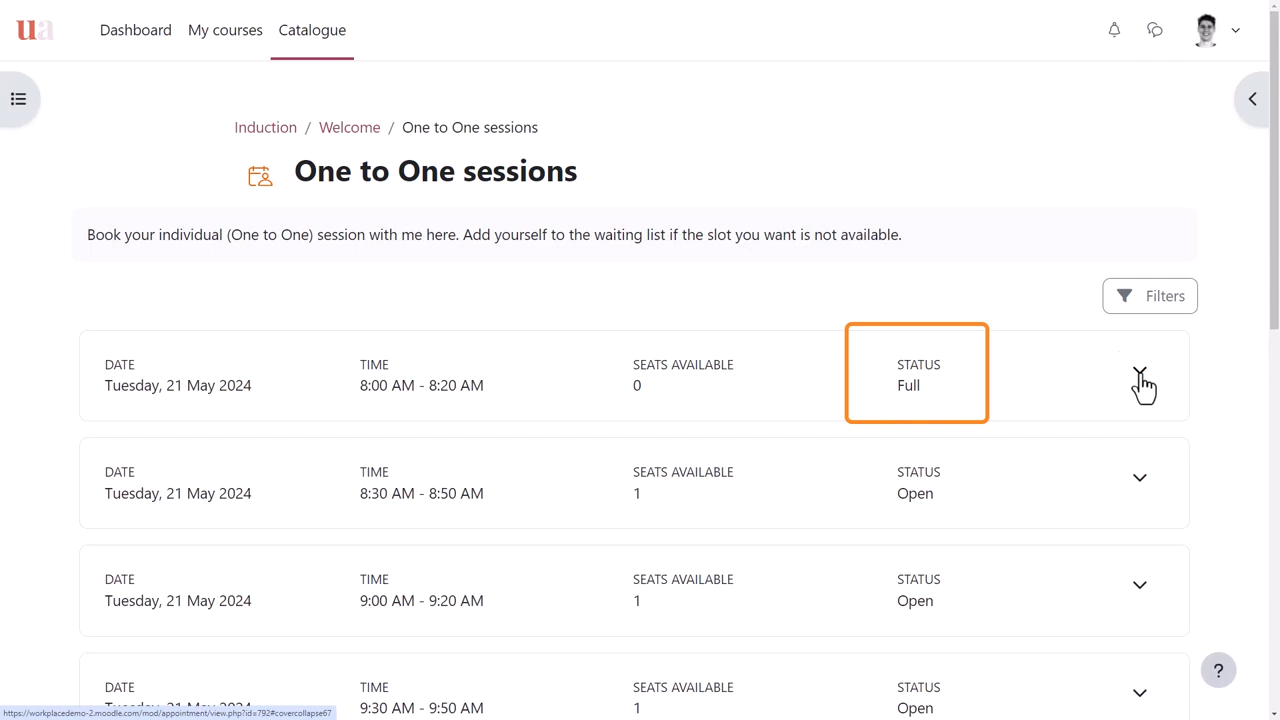 ua
Dashboard My courses Catalogue
Induction / Welcome / One to One sessions
One to One sessions
Book your individual (One to One) session with me here. Add yourself to the waiting list if the slot you want is not available.
Filters
DATE TIME SEATS AVAILABLE STATUS
Tuesday, 21 May 2024 8:00 AM - 8:20 AM 0 Full
DATE TIME SEATS AVAILABLE STATUS
Tuesday, 21 May 2024 8:30 AM - 8:50 AM 1 Open
DATE TIME SEATS AVAILABLE STATUS
Tuesday, 21 May 2024 9:00 AM - 9:20 AM 1 Open
?
DATE TIME SEATS AVAILABLE STATUS
Tuesday, 21 May 2024 9:30 AM - 9:50 AM 1 Open
https://workplacedemo-2.moodle.com/mod/appointment/view.php?id=792#covercollapse67